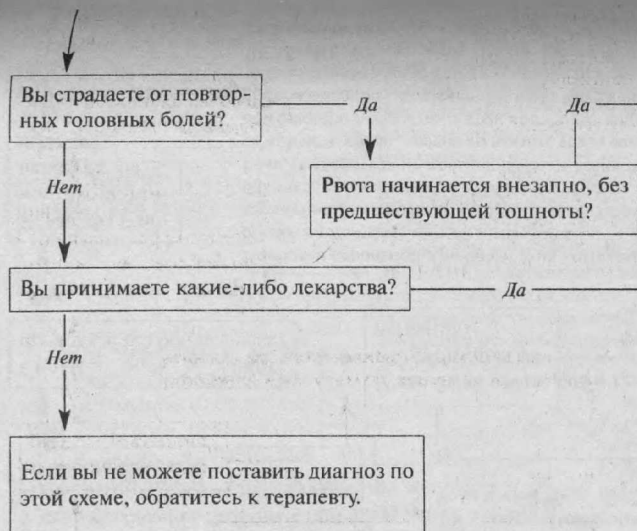 Вы страдаете от повтор-
ных головных болей?
Да
Да
Нет
Рвота начинается внезапно, без
предшествующей тошноты?
Вы принимаете какие-либо лекарства?
Да
Нет
Если вы не можете поставить диагноз по
этой схеме, обратитесь к терапевту.